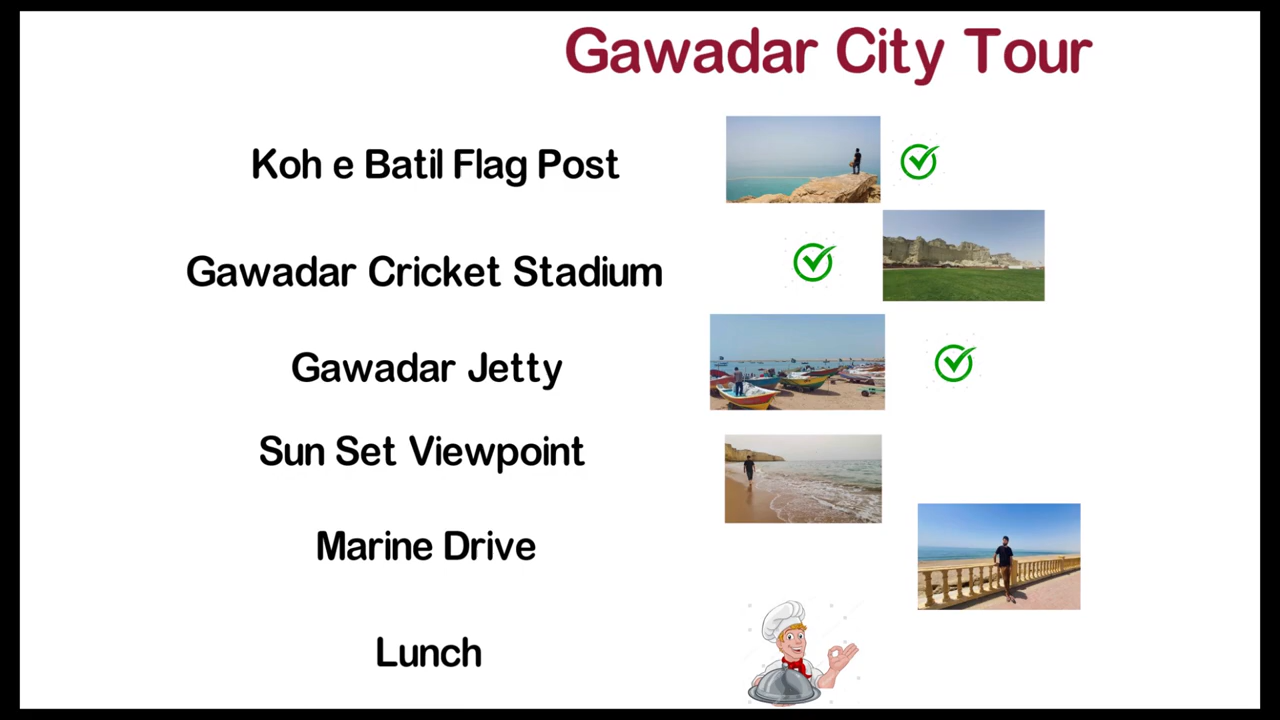 Gawadar City Tour
Koh e Batil Flag Post
Gawadar Cricket Stadium
Gawadar Jetty
Sun Set Viewpoint
Marine Drive
Lunch